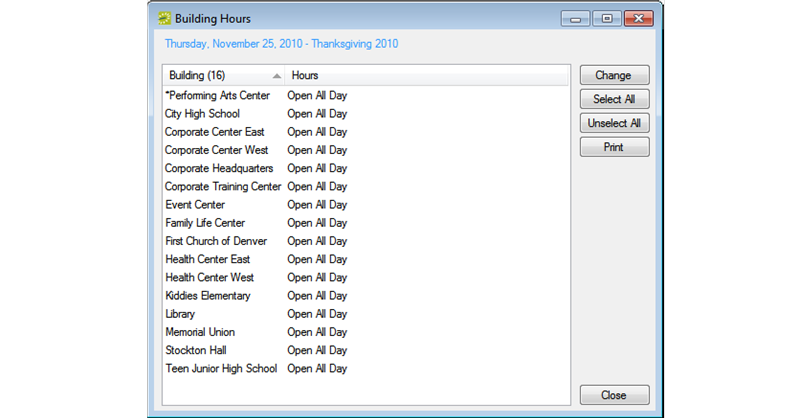 Building Hours
Thursday, November 25, 2010 - Thanksgiving 2010
Building (16) Hours
*Performing Arts Center Open All Day
City High School Open All Day
Corporate Center East Open All Day
Corporate Center West Open All Day
Corporate Headquarters Open All Day
Corporate Training Center Open All Day
Event Center Open All Day
Family Life Center Open All Day
First Church of Denver Open All Day
Health Center East Open All Day
Health Center West Open All Day
Kiddies Elementary Open All Day
Library Open All Day
Memorial Union Open All Day
Stockton Hall Open All Day
Teen Junior High School Open All Day
Change
Select All
Unselect All
Print
Close